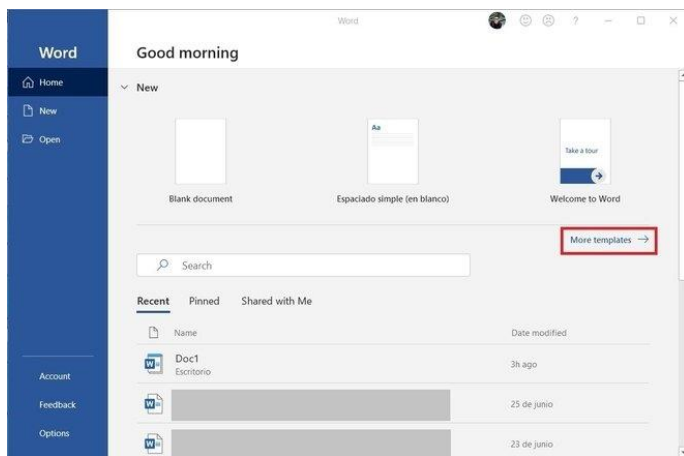 Word
?
Word
Good morning
Home
New
Open
New
Aa
Take a tour
Blank document
Espaciado simple (en blanco)
Welcome to Word
More templates
Search
Recent Pinned Shared with Me
Name Date modified
Doc1
Escritorio
3h ago
25 de junio
23 de junio
Account
Feedback
Options